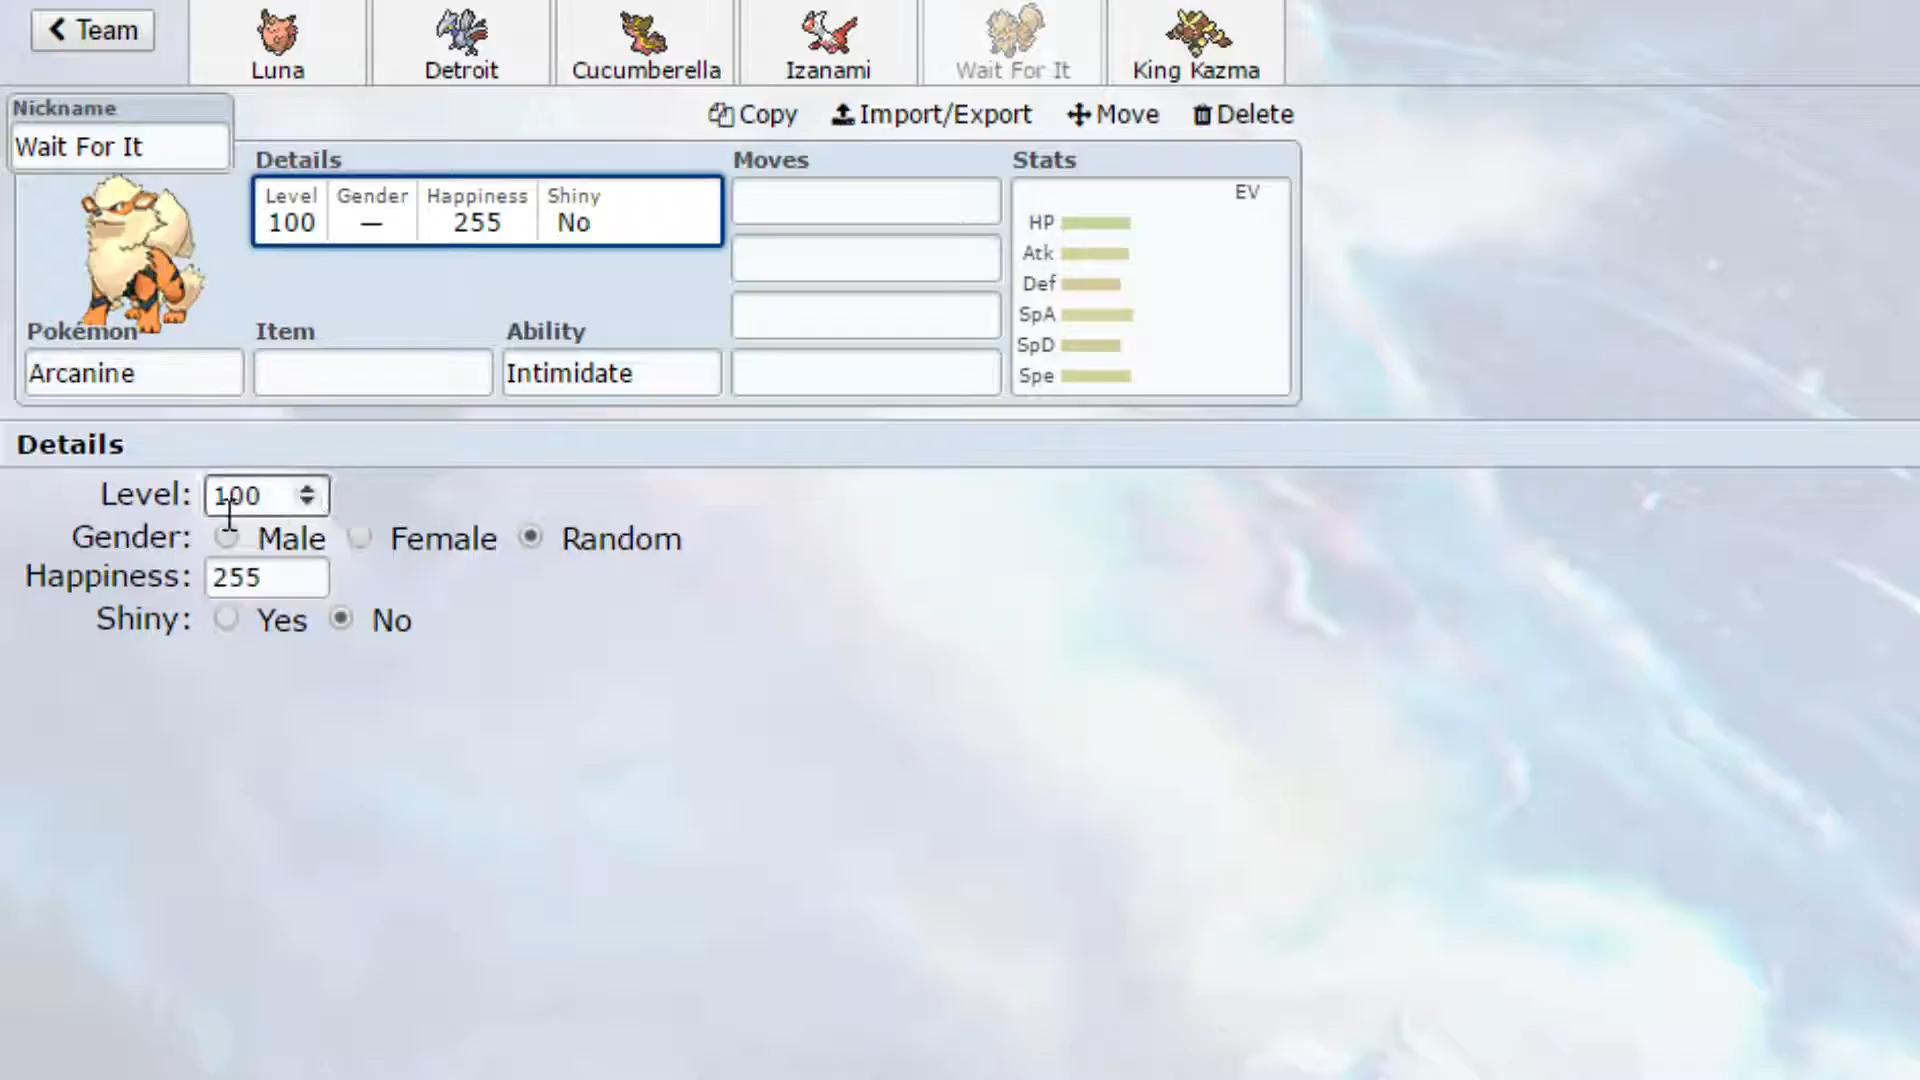 Team
Luna
Detroit
Cucumberella
Izanami
Wait For It
King Kazma
Nickname
Wait For It
Copy
Import/Export
Move
Delete
Details
Moves
Stats
Level Gender Happiness Shiny
100 — 255 No
EV
HP
Atk
Def
SpA
SpD
Spe
Pokémon
Item
Ability
Arcanine
Intimidate
Details
Level: 100
Gender: Male Female Random
Happiness: 255
Shiny: Yes No